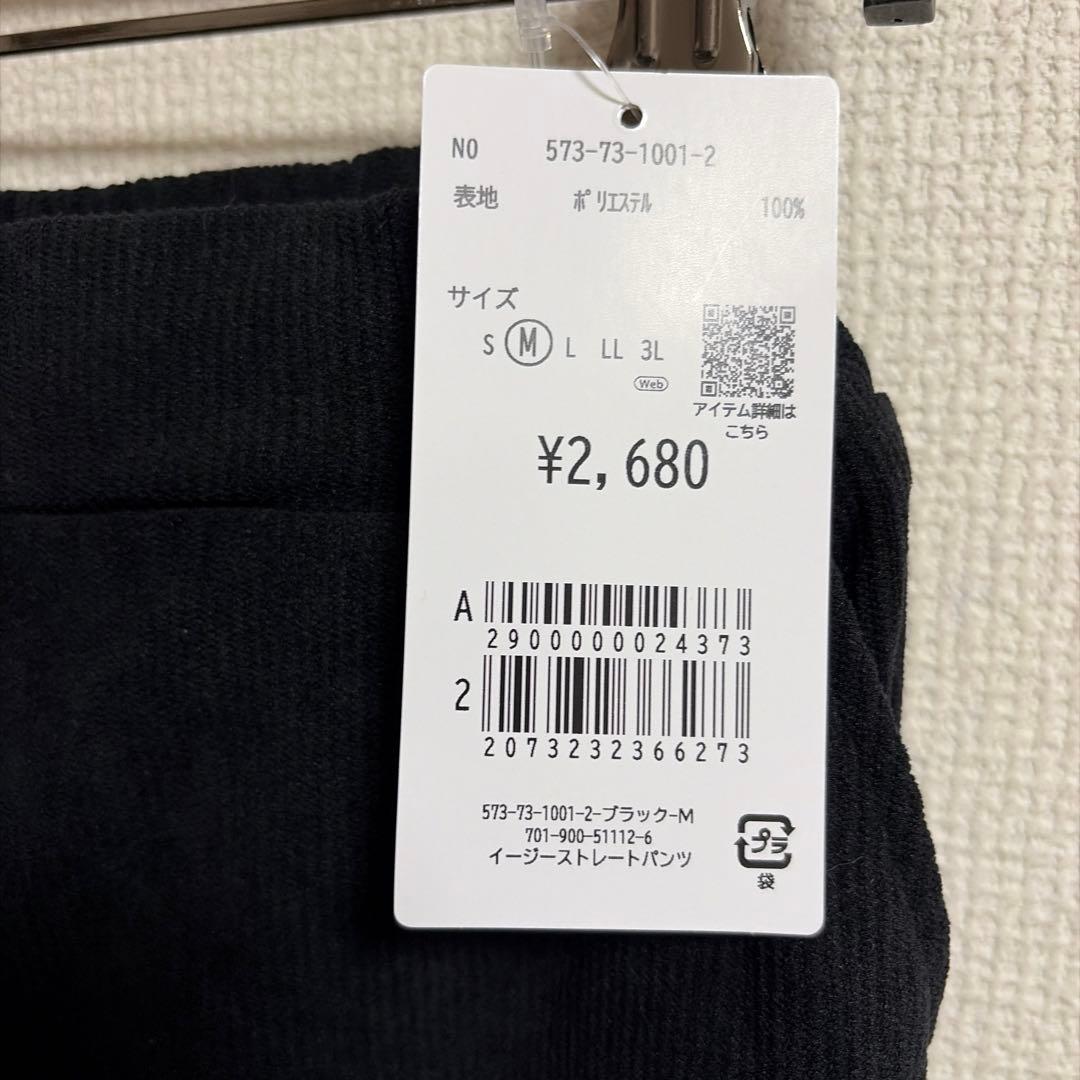 NO 573-73-1001-2
表地 ポリエステル 100%
サイズ
S M L LL 3L
Web
アイテム詳細は
こちら
¥2,680
A
2900000024373
2
2073232366273
573-73-1001-2-ブラック-M
701-900-51112-6
イージーストレートパンツ
プラ
袋